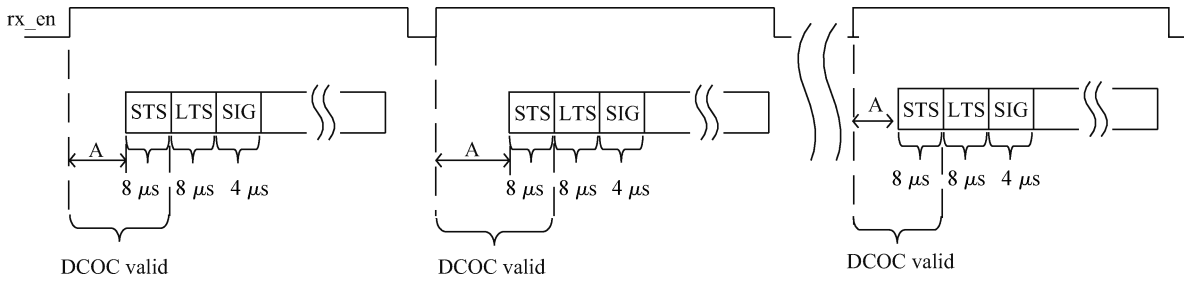 rx_en
STS LTS SIG
A
8 μs 8 μs 4 μs
DCOC valid
STS LTS SIG
A
8 μs 8 μs 4 μs
DCOC valid
A
STS LTS SIG
8 μs 8 μs 4 μs
DCOC valid